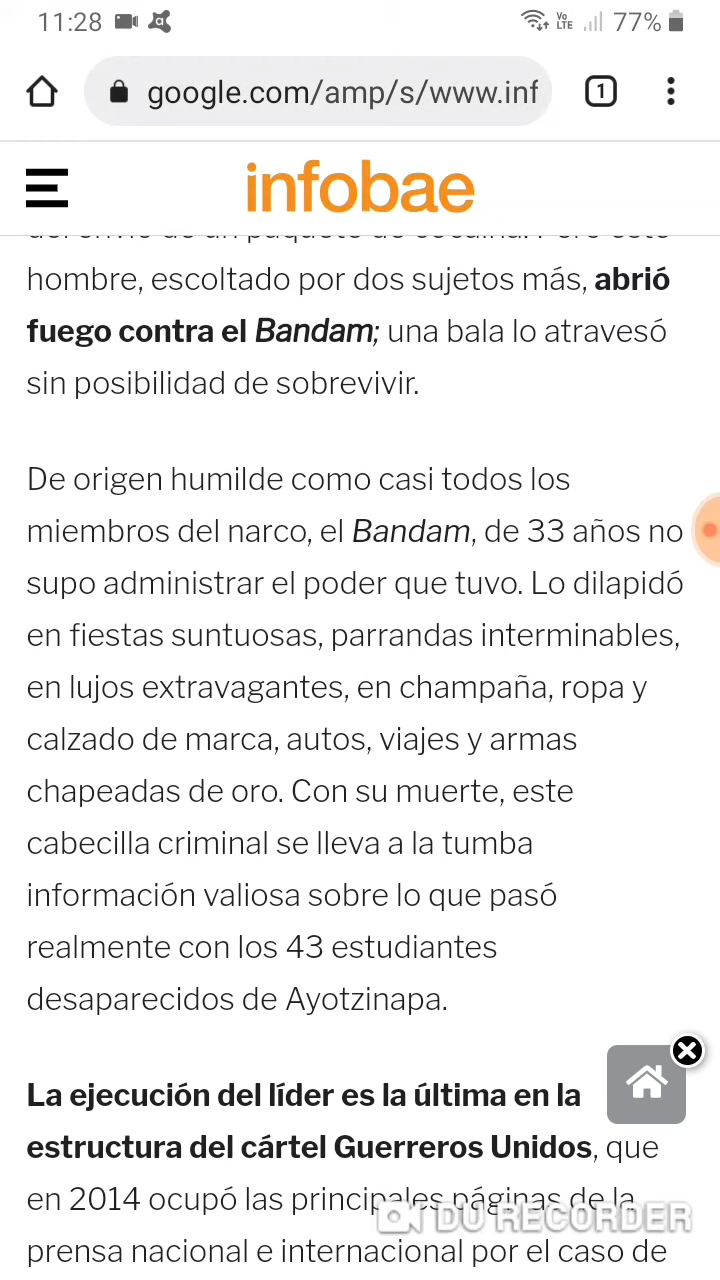 11:28
Vo LTE
77%
google.com/amp/s/www.inf
1
infobae
hombre, escoltado por dos sujetos más, abrió
fuego contra el Bandam; una bala lo atravesó
sin posibilidad de sobrevivir.
De origen humilde como casi todos los
miembros del narco, el Bandam, de 33 años no
supo administrar el poder que tuvo. Lo dilapidó
en fiestas suntuosas, parrandas interminables,
en lujos extravagantes, en champaña, ropa y
calzado de marca, autos, viajes y armas
chapeadas de oro. Con su muerte, este
cabecilla criminal se lleva a la tumba
información valiosa sobre lo que pasó
realmente con los 43 estudiantes
desaparecidos de Ayotzinapa.
La ejecución del líder es la última en la
estructura del cártel Guerreros Unidos, que
en 2014 ocupó las principales páginas de la
DU RECORDER
prensa nacional e internacional por el caso de